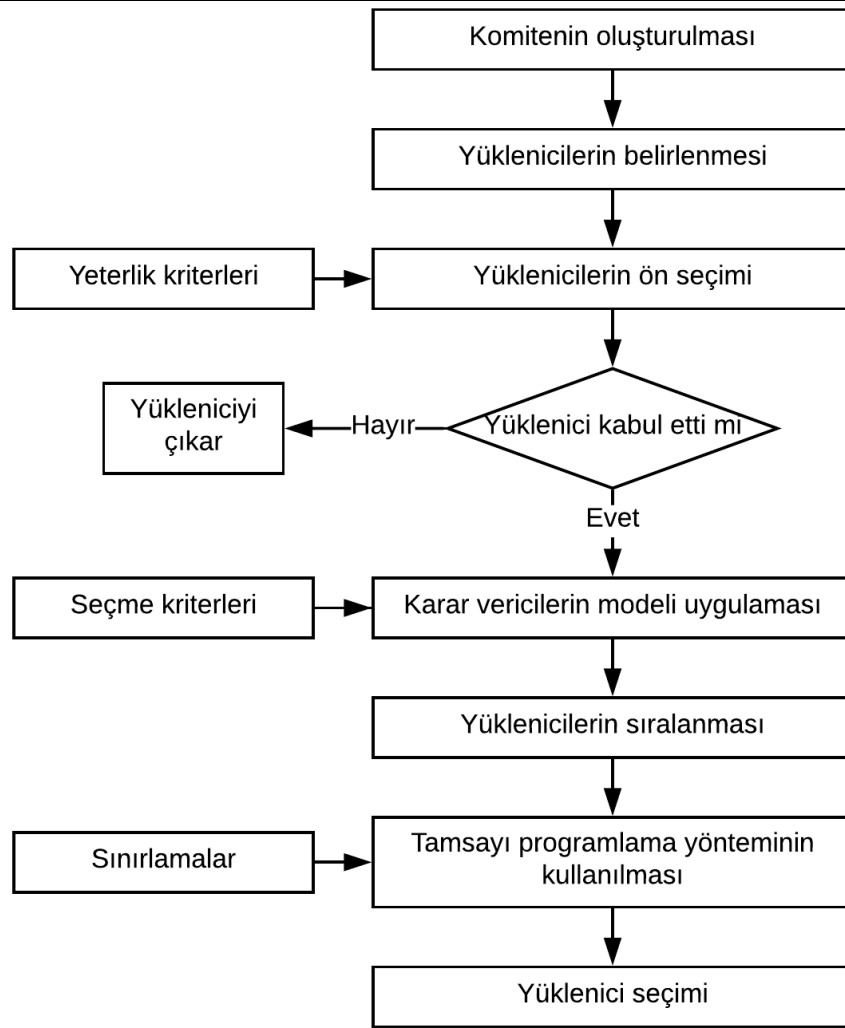 Komitenin oluşturulması
Yüklenicilerin belirlenmesi
Yeterlik kriterleri
Yüklenicilerin ön seçimi
Yükleniciyi
çıkar
Hayır
Yüklenici kabul etti mı
Evet
Seçme kriterleri
Karar vericilerin modeli uygulaması
Yüklenicilerin sıralanması
Sınırlamalar
Tamsayı programlama yönteminin
kullanılması
Yüklenici seçimi